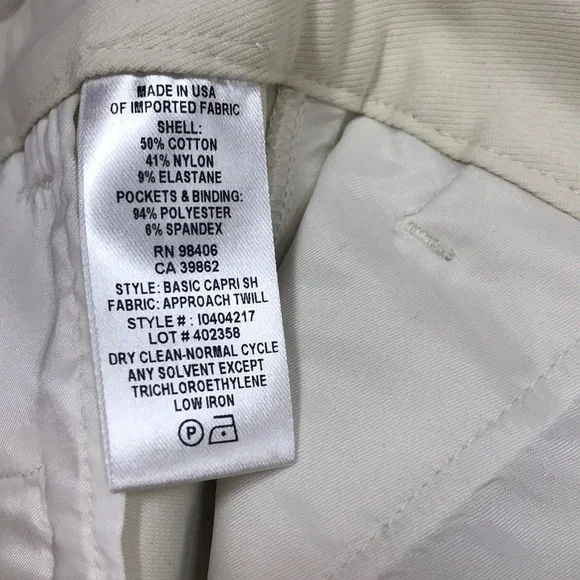 MADE IN USA
OF IMPORTED FABRIC
SHELL:
50% COTTON
41% NYLON
9% ELASTANE
POCKETS & BINDING:
94% POLYESTER
6% SPANDEX
RN 98406
CA 39862
STYLE: BASIC CAPRI SH
FABRIC: APPROACH TWILL
STYLE # : I0404217
LOT # 402358
DRY CLEAN-NORMAL CYCLE
ANY SOLVENT EXCEPT
TRICHLOROETHYLENE
LOW IRON
P